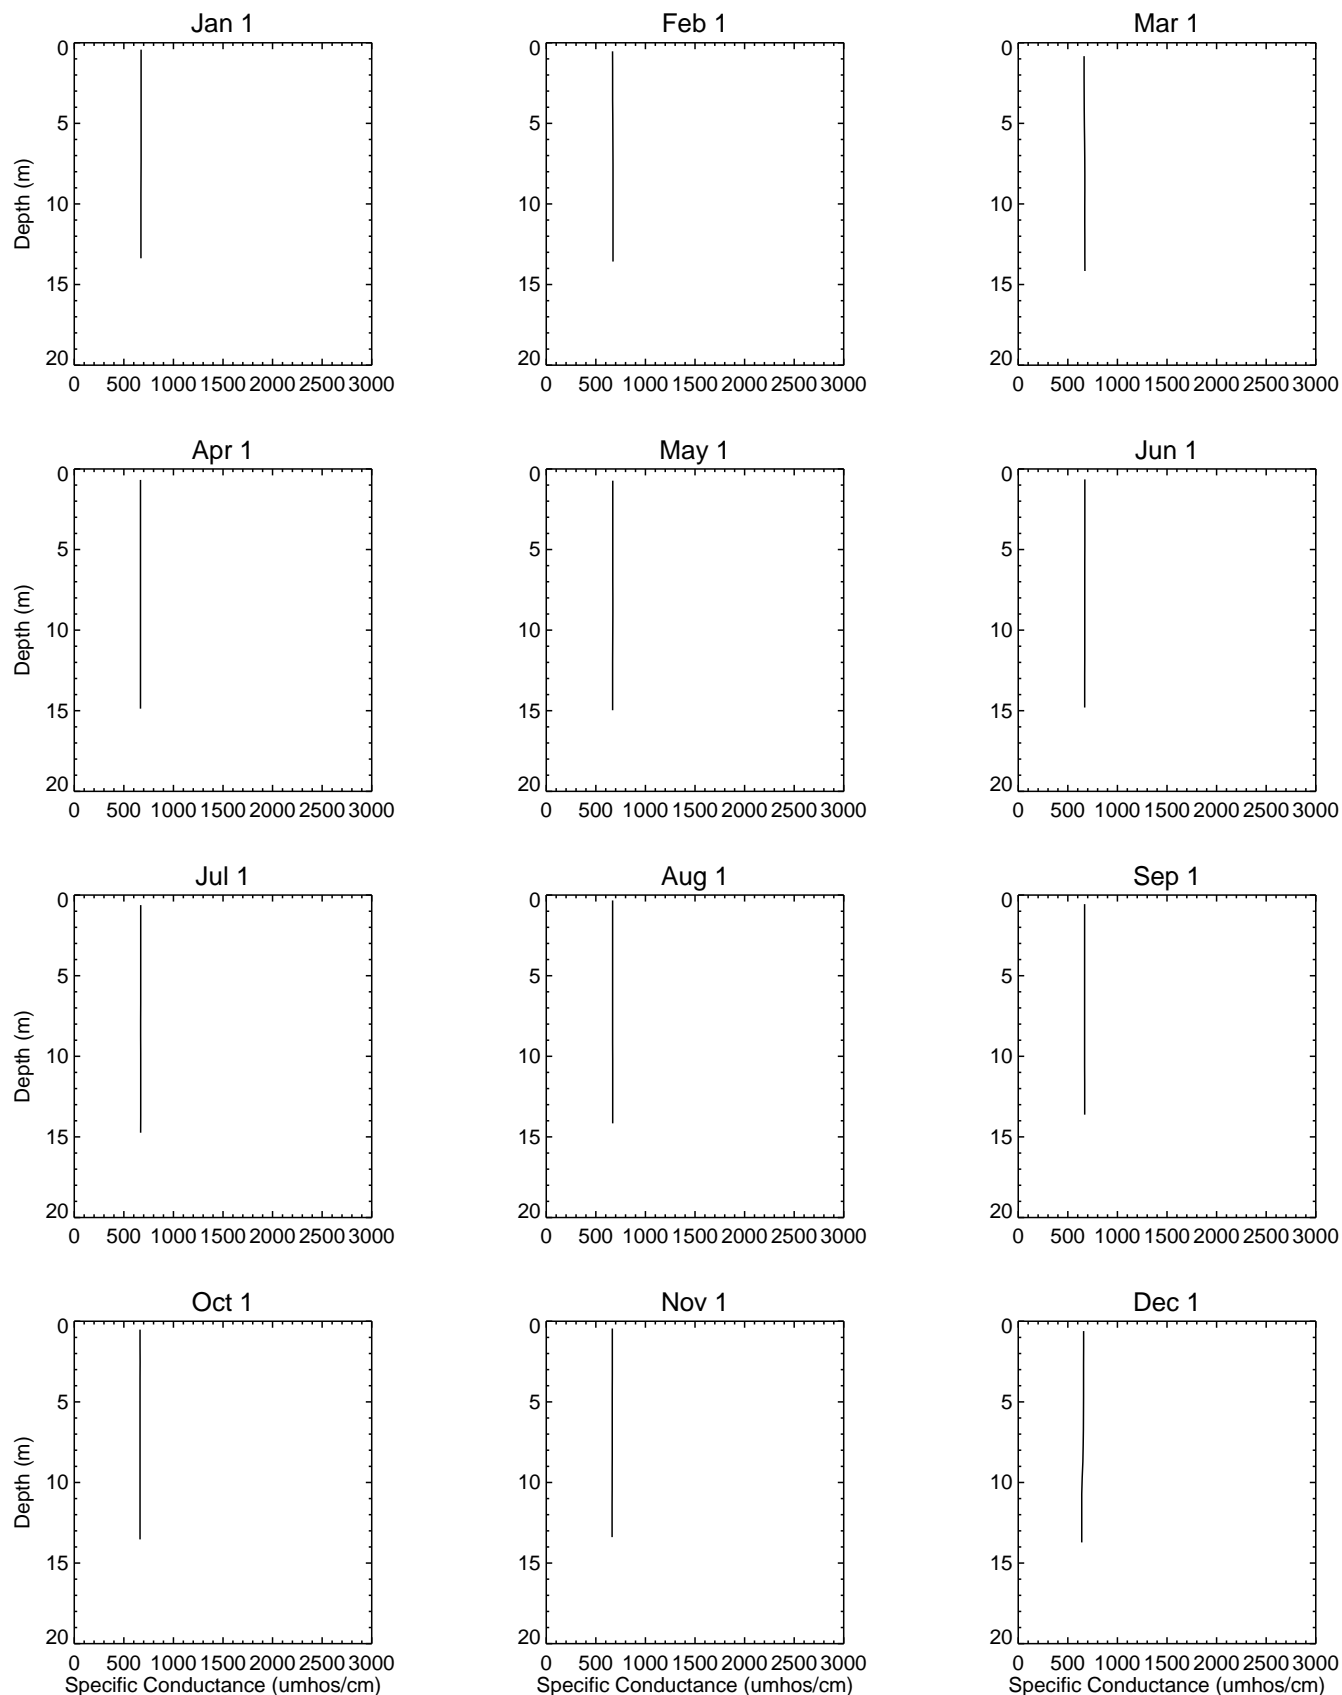 Jan 1 Feb 1 Mar 1
0 0 0
5 5 5
Depth (m)
10 10 10
15 15 15
20 20 20
0 500 1000 1500 2000 2500 3000 0 500 1000 1500 2000 2500 3000 0 500 1000 1500 2000 2500 3000
Apr 1 May 1 Jun 1
0 0 0
5 5 5
Depth (m)
10 10 10
15 15 15
20 20 20
0 500 1000 1500 2000 2500 3000 0 500 1000 1500 2000 2500 3000 0 500 1000 1500 2000 2500 3000
Jul 1 Aug 1 Sep 1
0 0 0
5 5 5
Depth (m)
10 10 10
15 15 15
20 20 20
0 500 1000 1500 2000 2500 3000 0 500 1000 1500 2000 2500 3000 0 500 1000 1500 2000 2500 3000
Oct 1 Nov 1 Dec 1
0 0 0
5 5 5
Depth (m)
10 10 10
15 15 15
20 20 20
0 500 1000 1500 2000 2500 3000 0 500 1000 1500 2000 2500 3000 0 500 1000 1500 2000 2500 3000
Specific Conductance (umhos/cm) Specific Conductance (umhos/cm) Specific Conductance (umhos/cm)